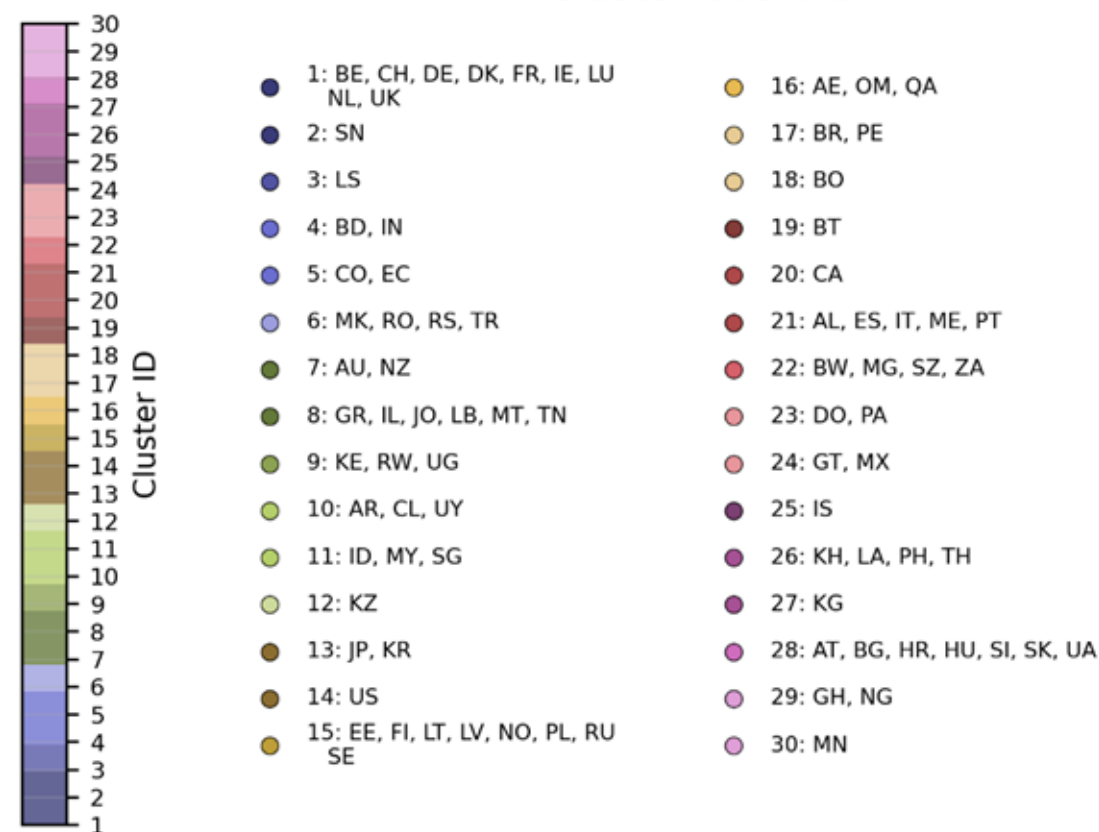 30
29
28
27
26
25
24
23
22
21
20
19
18
17
16
15
14
13
12
11
10
9
8
7
6
5
4
3
2
1
Cluster ID
1: BE, CH, DE, DK, FR, IE, LU
NL, UK
2: SN
3: LS
4: BD, IN
5: CO, EC
6: MK, RO, RS, TR
7: AU, NZ
8: GR, IL, JO, LB, MT, TN
9: KE, RW, UG
10: AR, CL, UY
11: ID, MY, SG
12: KZ
13: JP, KR
14: US
15: EE, FI, LT, LV, NO, PL, RU
SE
16: AE, OM, QA
17: BR, PE
18: BO
19: BT
20: CA
21: AL, ES, IT, ME, PT
22: BW, MG, SZ, ZA
23: DO, PA
24: GT, MX
25: IS
26: KH, LA, PH, TH
27: KG
28: AT, BG, HR, HU, SI, SK, UA
29: GH, NG
30: MN